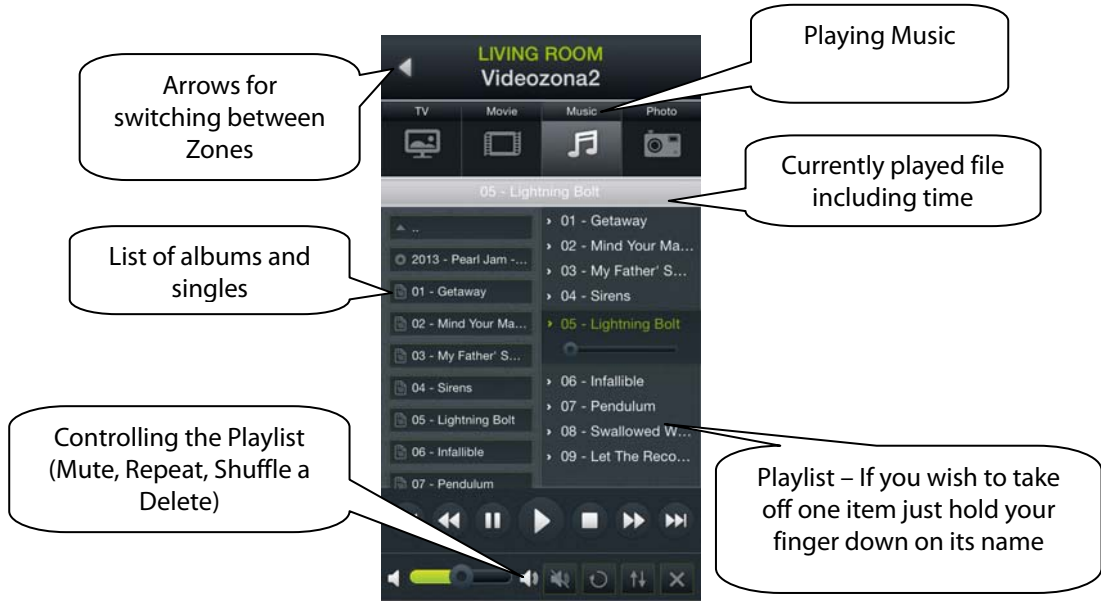 Playing Music
LIVING ROOM
Videozona2
Arrows for
switching between
Zones
TV Movie Music Photo
Currently played file
including time
05 - Lightning Bolt
List of albums and
singles
..
2013 - Pearl Jam -...
01 - Getaway
02 - Mind Your Ma...
03 - My Father' S...
04 - Sirens
05 - Lightning Bolt
06 - Infallible
07 - Pendulum
01 - Getaway
02 - Mind Your Ma...
03 - My Father' S...
04 - Sirens
05 - Lightning Bolt
06 - Infallible
07 - Pendulum
08 - Swallowed W...
09 - Let The Reco...
Controlling the Playlist
(Mute, Repeat, Shuffle a
Delete)
Playlist – If you wish to take
off one item just hold your
finger down on its name